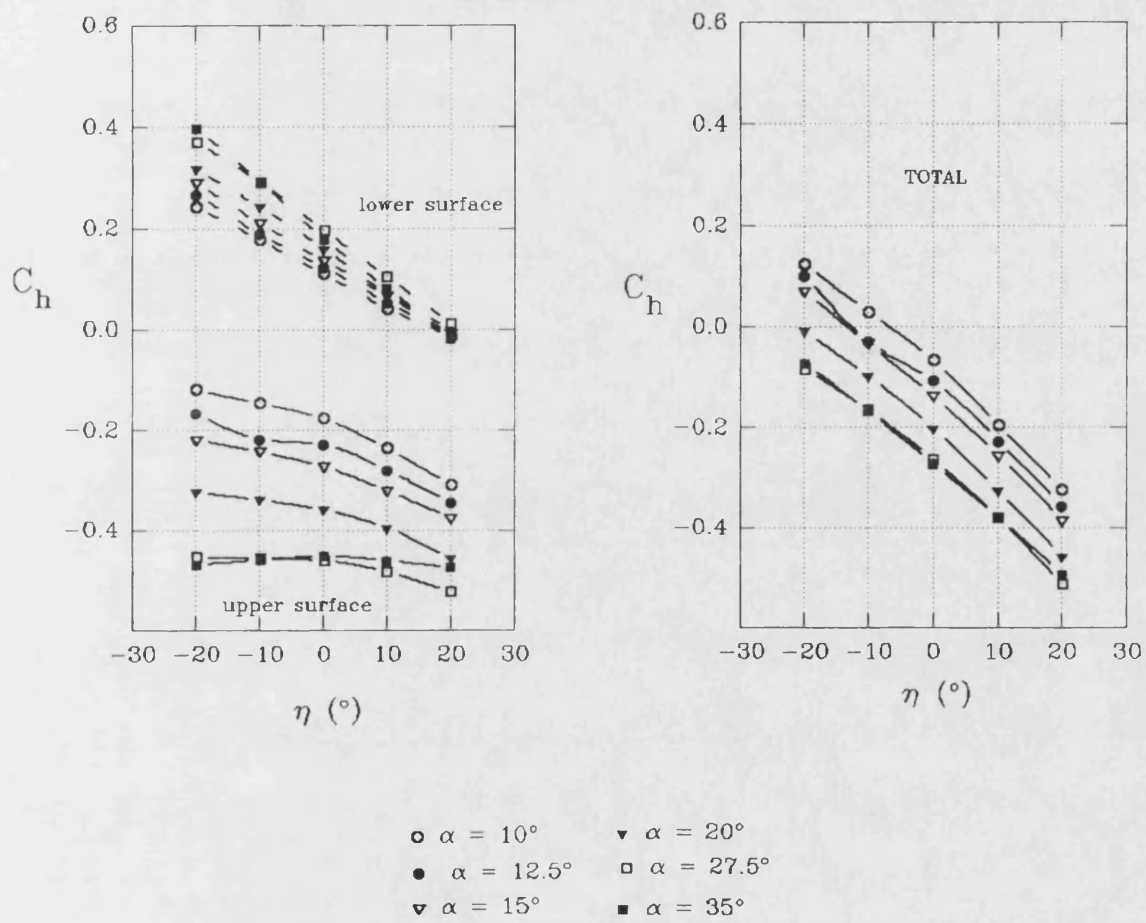 0.6
0.4
0.2
0.0
−0.2
−0.4
C_h
lower surface
upper surface
−30 −20 −10 0 10 20 30
η (°)
0.6
0.4
0.2
0.0
−0.2
−0.4
C_h
TOTAL
−30 −20 −10 0 10 20 30
η (°)
α = 10°
α = 12.5°
α = 15°
α = 20°
α = 27.5°
α = 35°